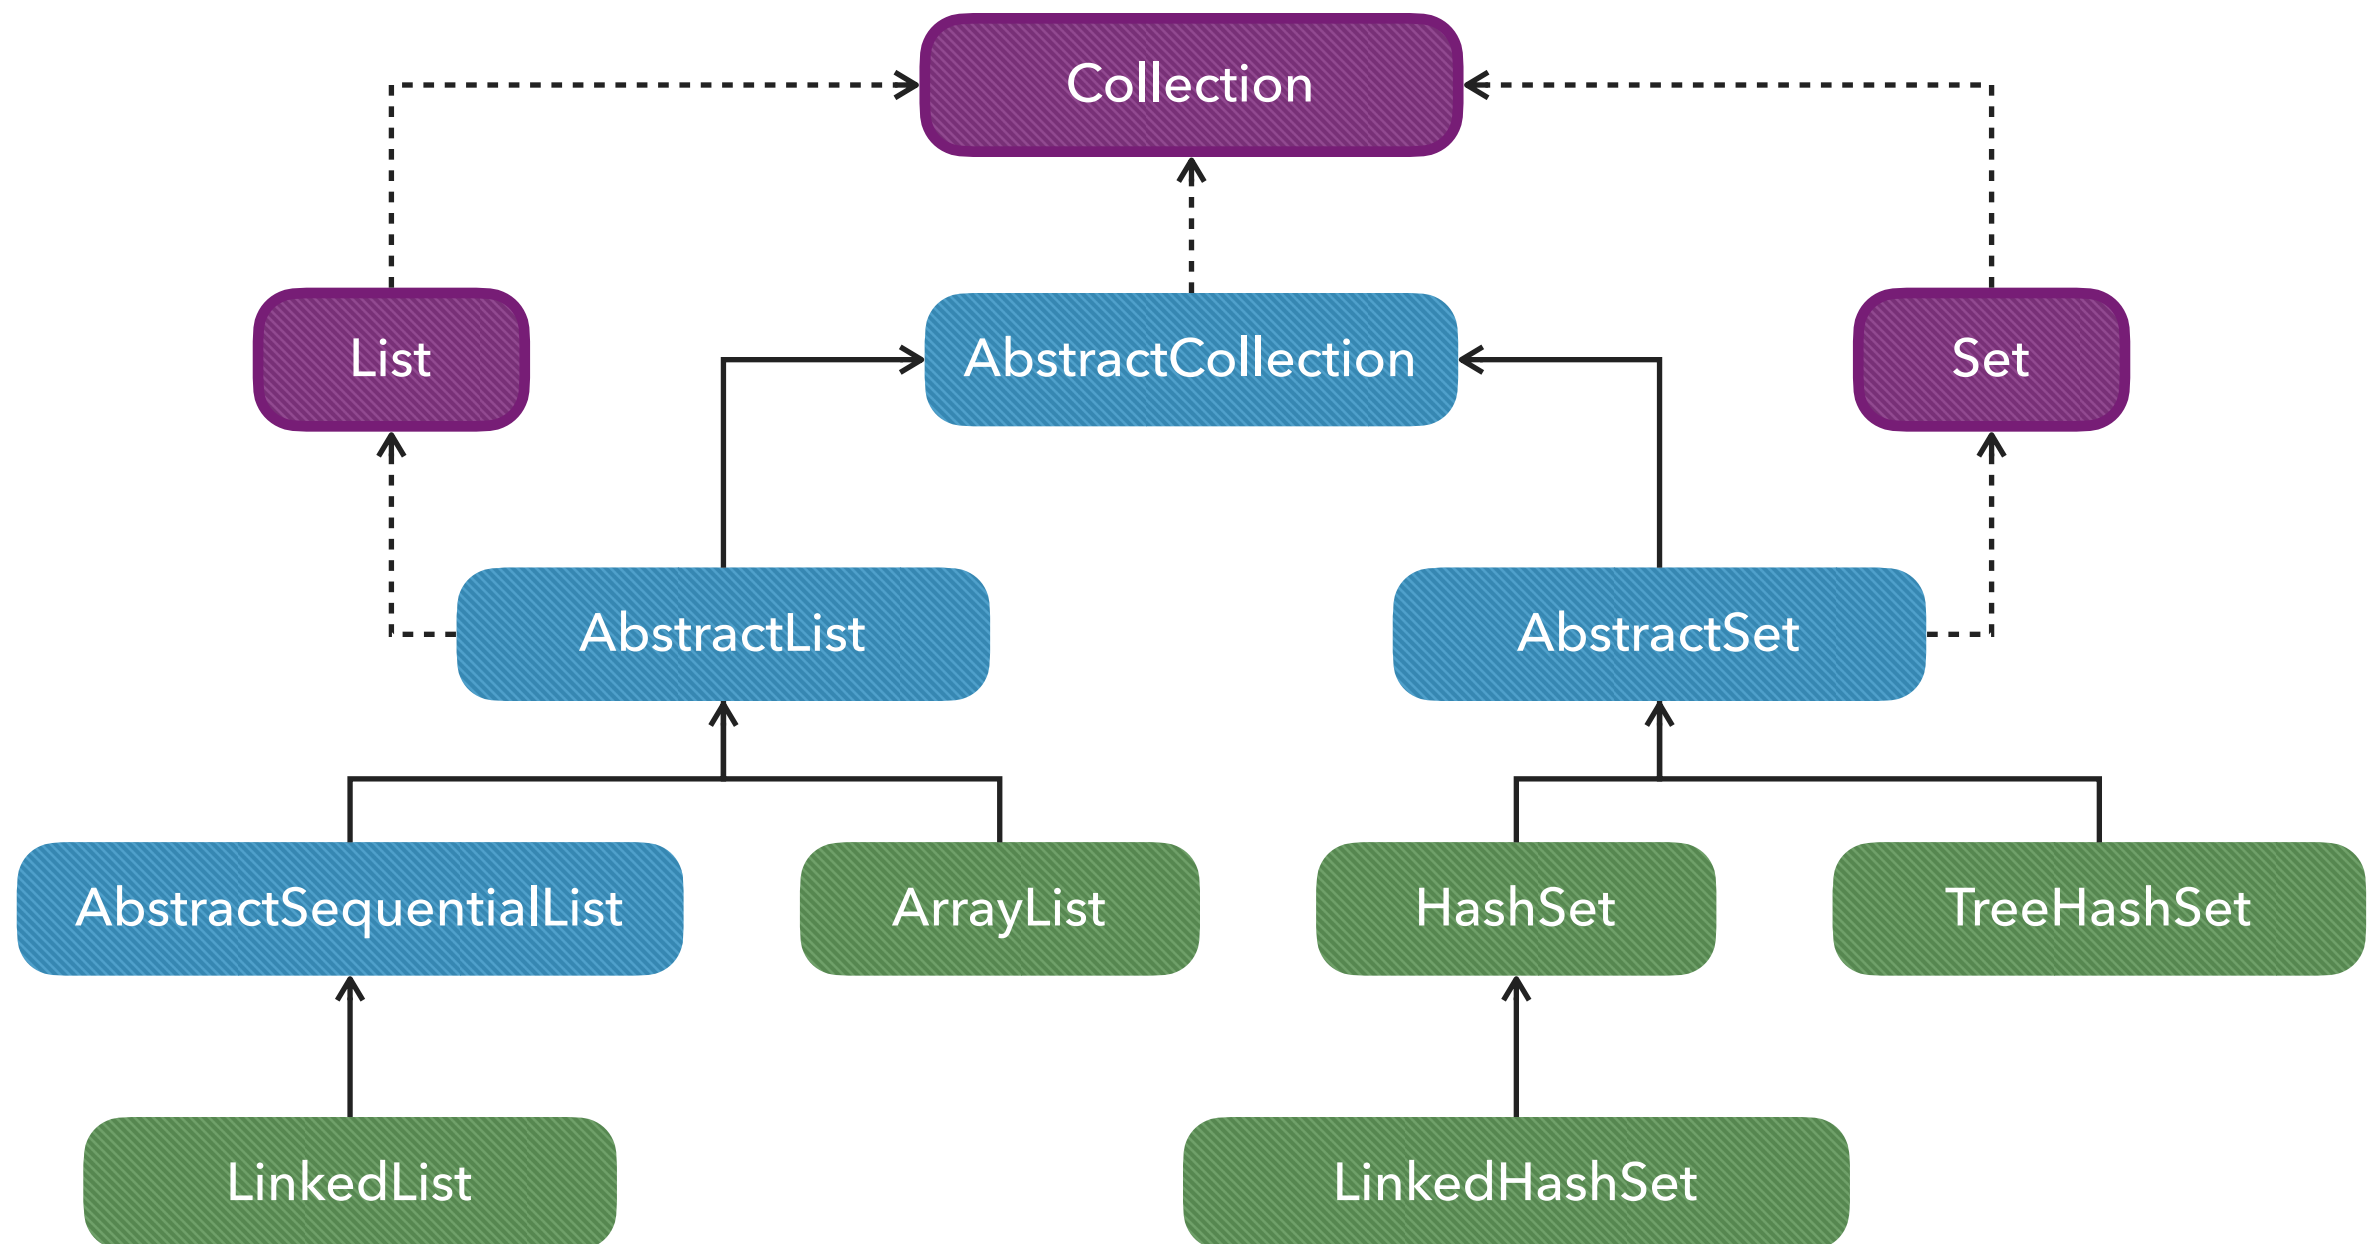 Collection
List
AbstractCollection
Set
AbstractList
AbstractSet
AbstractSequentialList
ArrayList
HashSet
TreeHashSet
LinkedList
LinkedHashSet